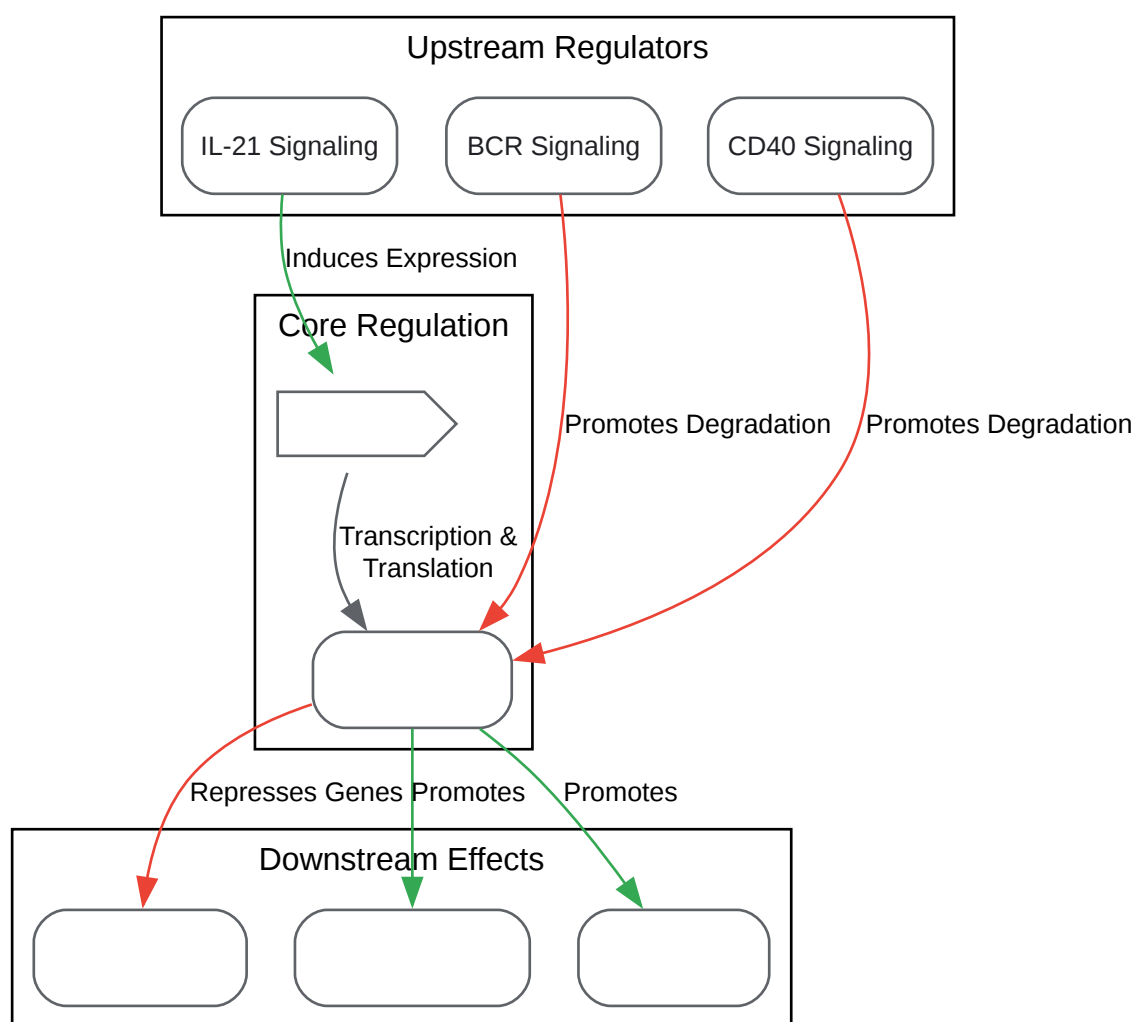 Upstream Regulators
IL-21 Signaling
BCR Signaling
CD40 Signaling
Induces Expression
Core Regulation
Promotes Degradation
Promotes Degradation
Transcription &
Translation
Represses Genes
Promotes
Promotes
Downstream Effects